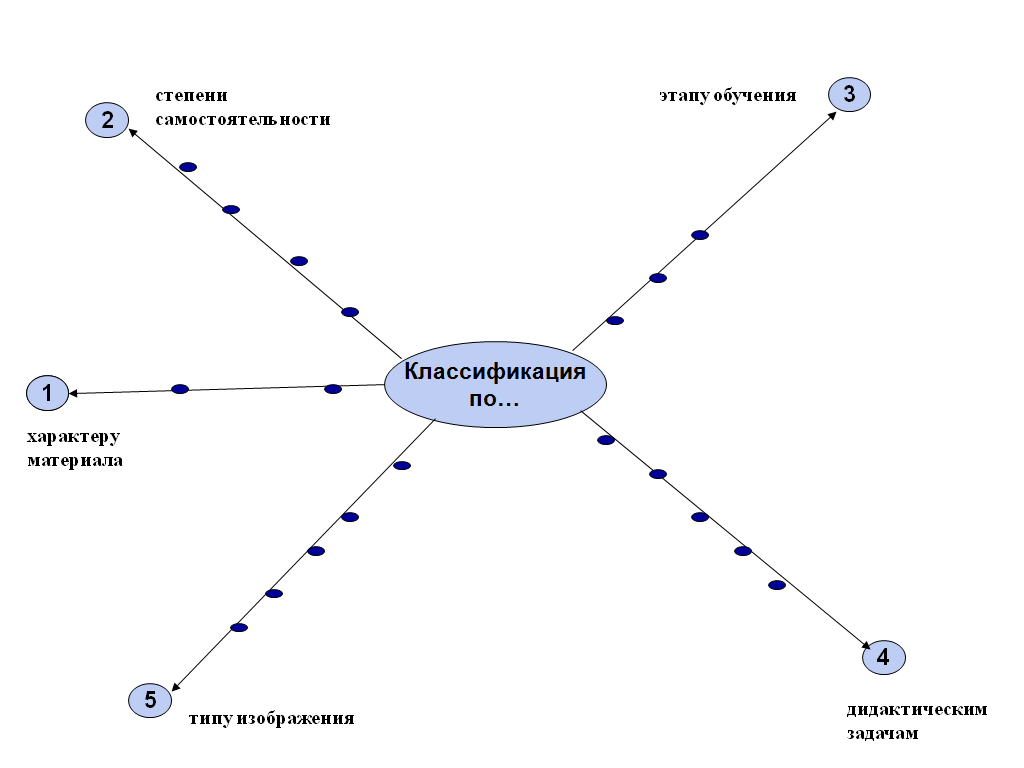 степени
самостоятельности
2
этапу обучения
3
Классификация
по…
1
характеру
материала
5
типу изображения
4
дидактическим
задачам